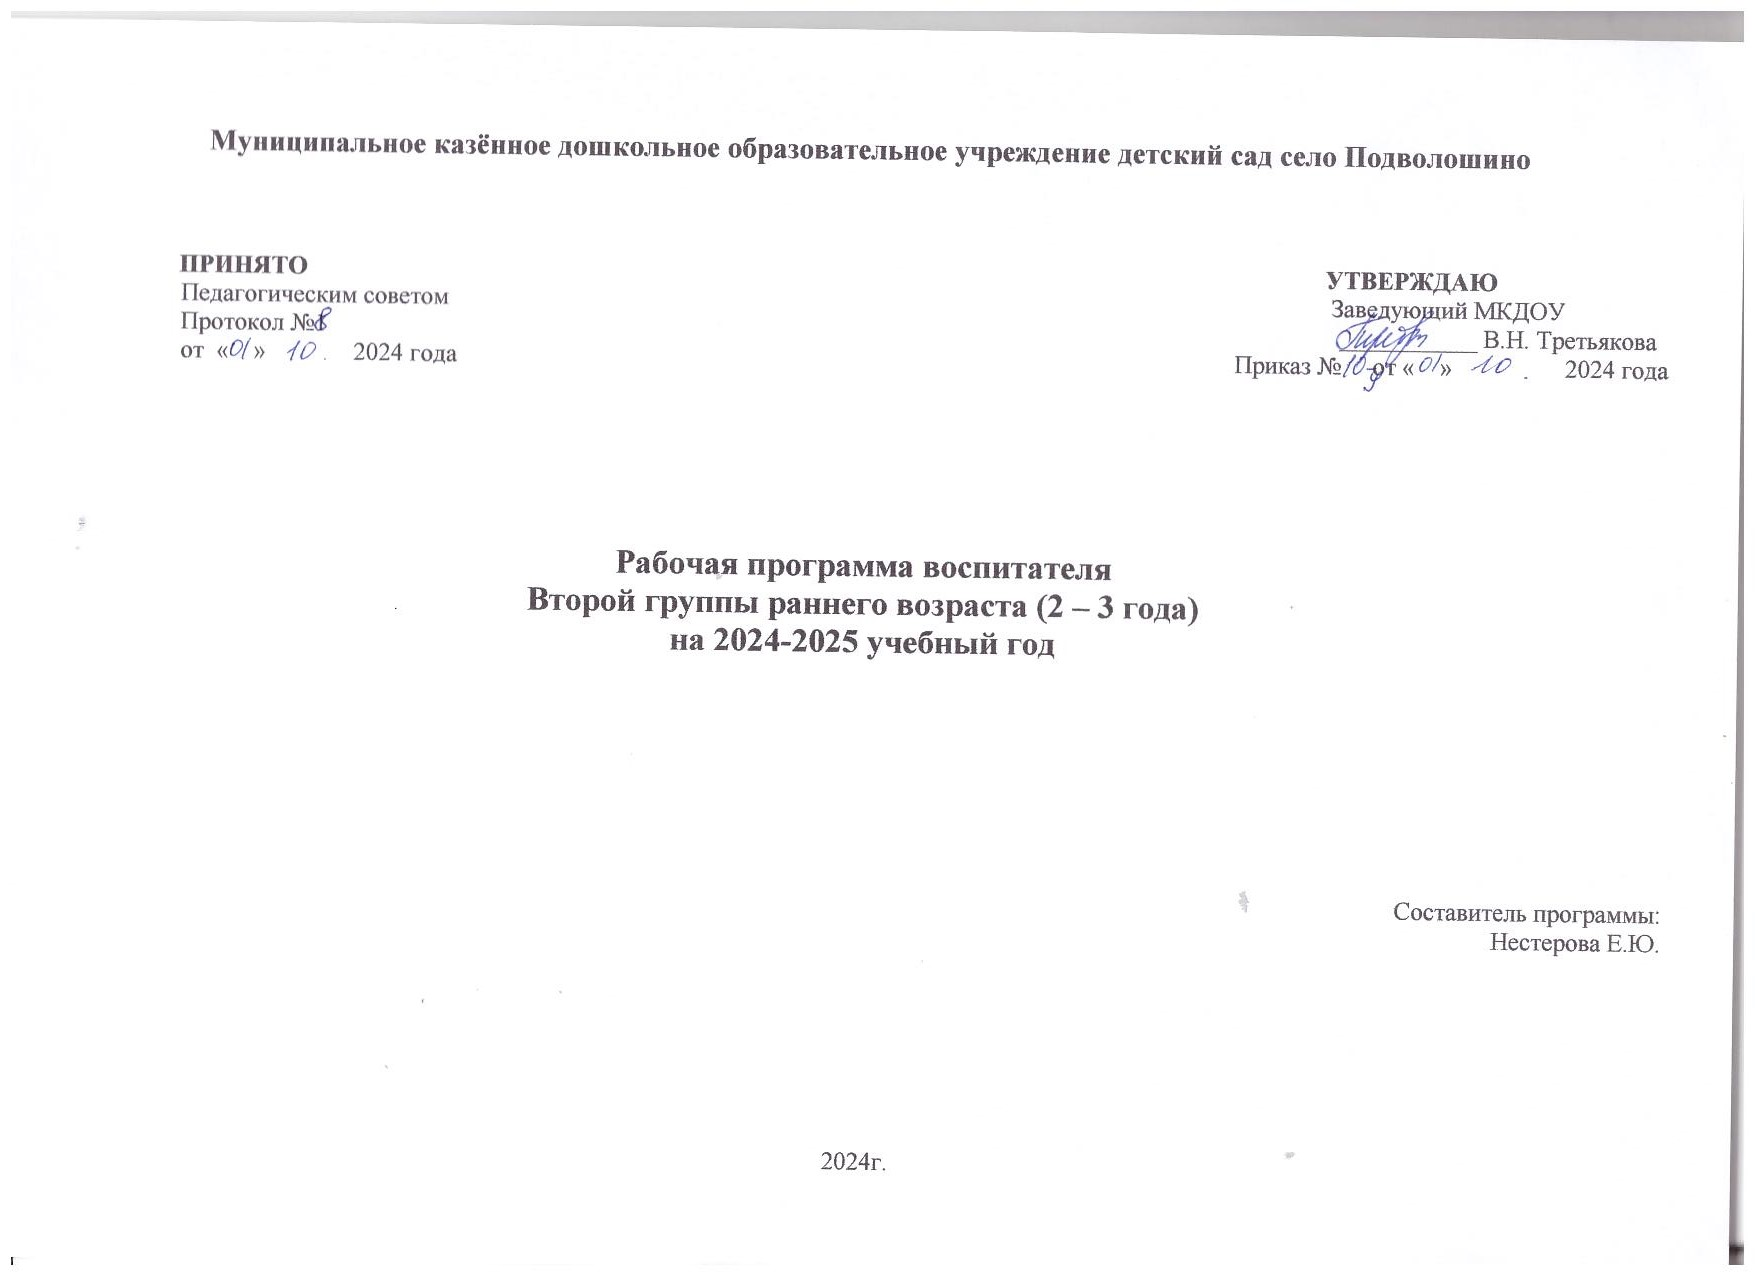 Муниципальное казённое дошкольное образовательное учреждение детский сад село Подволошино
ПРИНЯТО
Педагогическим советом
Протокол №8
от «01» 10. 2024 года
УТВЕРЖДАЮ
Заведующий МКДОУ
____________ В.Н. Третьякова
Приказ №10-д от «01» 10 . 2024 года
Рабочая программа воспитателя
Второй группы раннего возраста (2 – 3 года)
на 2024-2025 учебный год
Составитель программы:
Нестерова Е.Ю.
2024г.